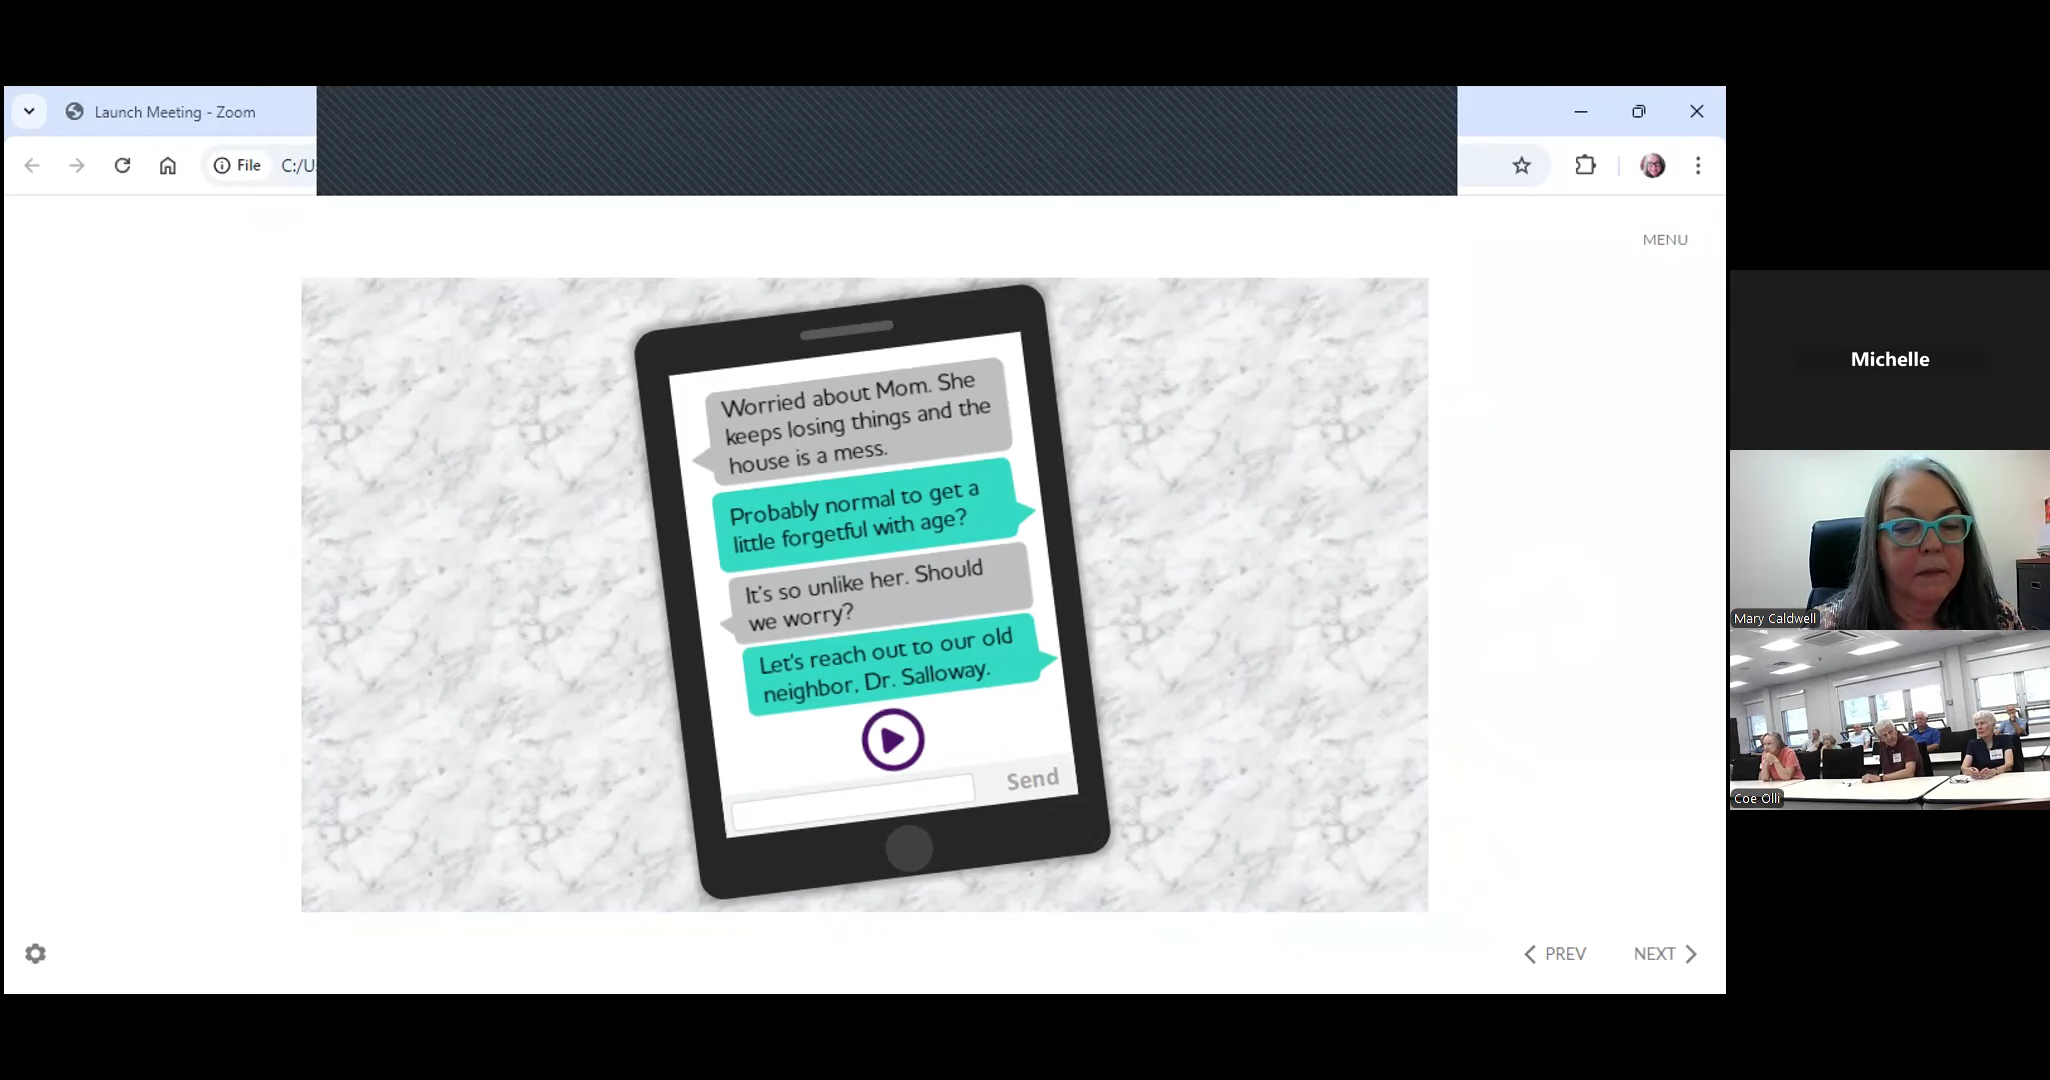 Launch Meeting - Zoom
File C:/U
MENU
Worried about Mom. She
keeps losing things and the
house is a mess.
Probably normal to get a
little forgetful with age?
It's so unlike her. Should
we worry?
Let's reach out to our old
neighbor, Dr. Salloway.
Send
PREV NEXT
Michelle
Mary Caldwell
Coe Olli